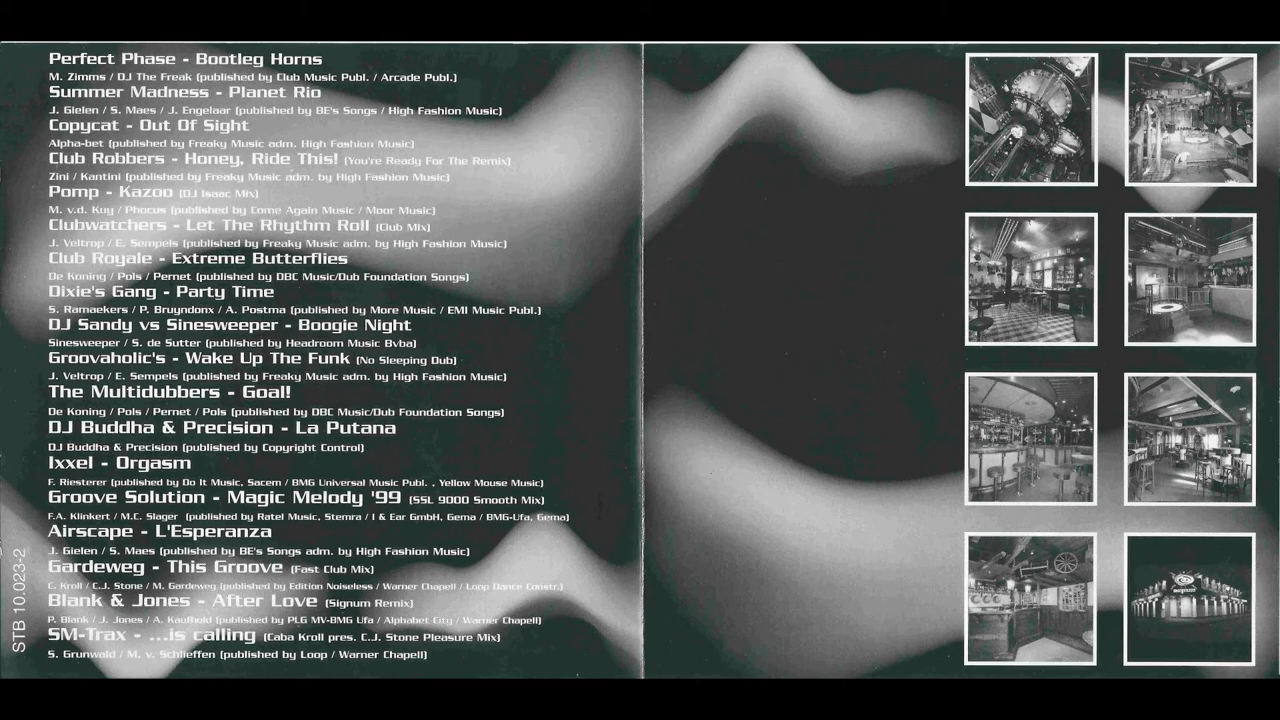 Perfect Phase - Bootleg Horns
M. Zimms / DJ The Freak (published by Club Music Publ. / Arcade Publ.)
Summer Madness - Planet Rio
J. Gielen / S. Maes / J. Engelaar (published by BE's Songs / High Fashion Music)
Copycat - Out Of Sight
Alpha-bet (published by Freaky Music adm. High Fashion Music)
Club Robbers - Honey, Ride This! (You're Ready For The Remix)
Zini / Kantini (published by Freaky Music adm. by High Fashion Music)
Pomp - Kazoo (DJ Isaac Mix)
M. v.d. Kuy / Phocus (published by Come Again Music / Moor Music)
Clubwatchers - Let The Rhythm Roll (Club Mix)
J. Veltrop / E. Sempels (published by Freaky Music adm. by High Fashion Music)
Club Royale - Extreme Butterflies
De Koning / Pols / Pernet (published by DBC Music/Dub Foundation Songs)
Dixie's Gang - Party Time
S. Ramaekers / P. Bruyndonx / A. Postma (published by More Music / EMI Music Publ.)
DJ Sandy vs Sinesweeper - Boogie Night
Sinesweeper / S. de Sutter (published by Headroom Music Bvba)
Groovaholic's - Wake Up The Funk (No Sleeping Dub)
J. Veltrop / E. Sempels (published by Freaky Music adm. by High Fashion Music)
The Multidubbers - Goal!
De Koning / Pols / Pernet / Pols (published by DBC Music/Dub Foundation Songs)
DJ Buddha & Precision - La Putana
DJ Buddha & Precision (published by Copyright Control)
Ixxel - Orgasm
F. Riesterer (published by Do It Music, Sacem / BMG Universal Music Publ. , Yellow Mouse Music)
Groove Solution - Magic Melody '99 (SSL 9000 Smooth Mix)
F.A. Klinkert / M.C. Slager (published by Ratel Music, Stemra / I & Ear GmbH, Gema / BMG-Ufa, Gema)
Airscape - L'Esperanza
J. Gielen / S. Maes (published by BE's Songs adm. by High Fashion Music)
Gardeweg - This Groove (Fast Club Mix)
C. Kroll / C.J. Stone / M. Gardeweg (published by Edition Noiseless / Warner Chapell / Loop Dance Constr.)
Blank & Jones - After Love (Signum Remix)
P. Blank / J. Jones / A. Kaufhold (published by PLG MV-BMG Ufa / Alphabet City / Warner Chapell)
SM-Trax - ...is calling (Caba Kroll pres. C.J. Stone Pleasure Mix)
S. Grunwald / M. v. Schlieffen (published by Loop / Warner Chapell)
STB 10.023-2